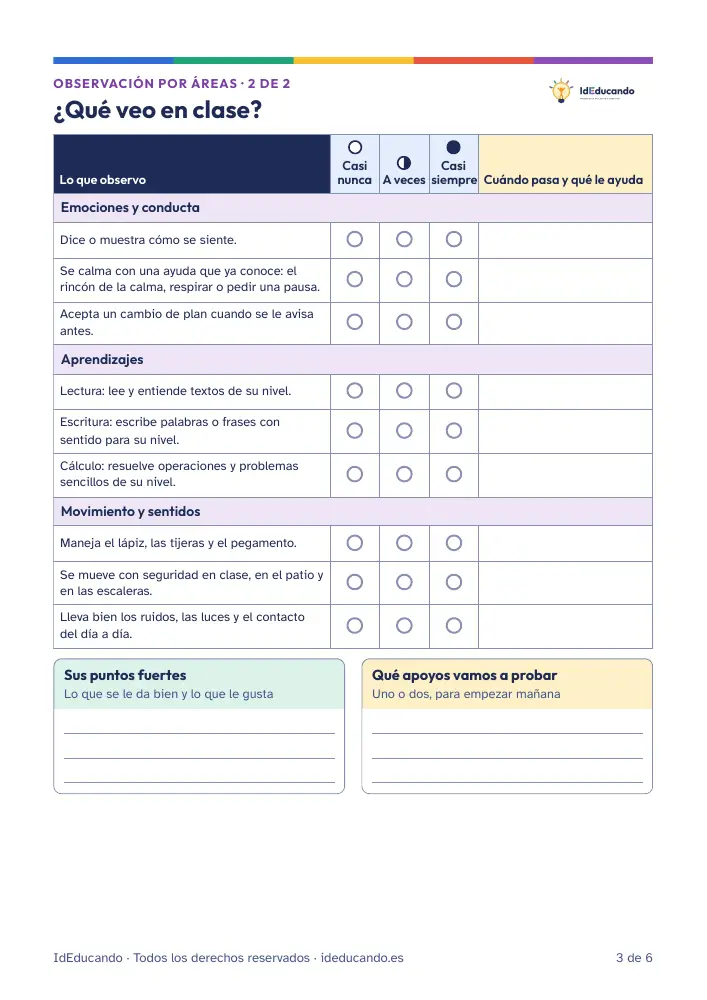 OBSERVACIÓN POR ÁREAS · 2 DE 2
¿Qué veo en clase?
IdEducando
Lo que observo
Casi
nunca
A veces
Casi
siempre
Cuándo pasa y qué le ayuda
Emociones y conducta
Dice o muestra cómo se siente.
Se calma con una ayuda que ya conoce: el
rincón de la calma, respirar o pedir una pausa.
Acepta un cambio de plan cuando se le avisa
antes.
Aprendizajes
Lectura: lee y entiende textos de su nivel.
Escritura: escribe palabras o frases con
sentido para su nivel.
Cálculo: resuelve operaciones y problemas
sencillos de su nivel.
Movimiento y sentidos
Maneja el lápiz, las tijeras y el pegamento.
Se mueve con seguridad en clase, en el patio y
en las escaleras.
Lleva bien los ruidos, las luces y el contacto
del día a día.
Sus puntos fuertes
Lo que se le da bien y lo que le gusta
Qué apoyos vamos a probar
Uno o dos, para empezar mañana
IdEducando · Todos los derechos reservados · ideducando.es
3 de 6